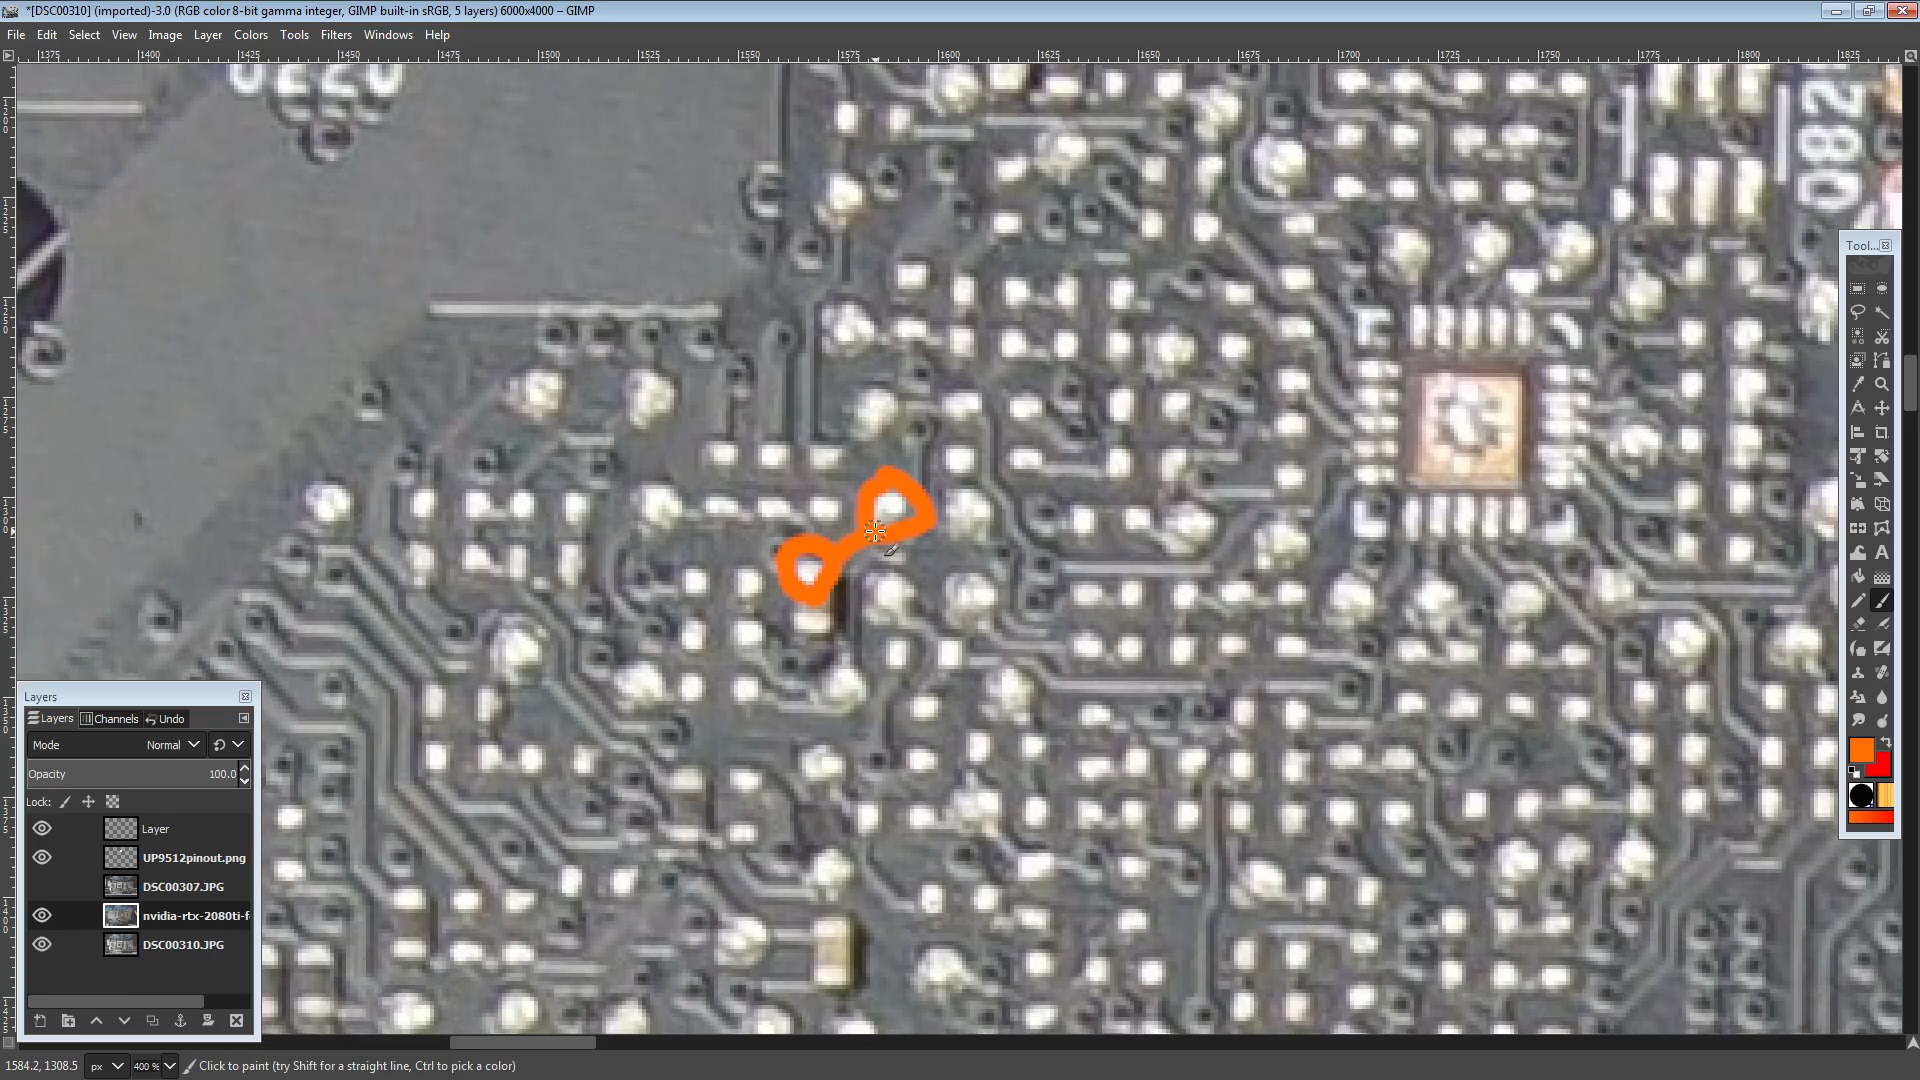 *[DSC00310] (imported)-3.0 (RGB color 8-bit gamma integer, GIMP built-in sRGB, 5 layers) 6000x4000 – GIMP
File Edit Select View Image Layer Colors Tools Filters Windows Help
1375 1400 1425 1450 1475 1500 1525 1550 1575 1600 1625 1650 1675 1700 1725 1750 1775 1800 1825
0820
Tool...
Layers
Layers Channels Undo
Mode Normal
Opacity 100.0
Lock:
Layer
UP9512pinout.png
DSC00307.JPG
nvidia-rtx-2080ti-f
DSC00310.JPG
1584.2, 1308.5 px 400 % Click to paint (try Shift for a straight line, Ctrl to pick a color)